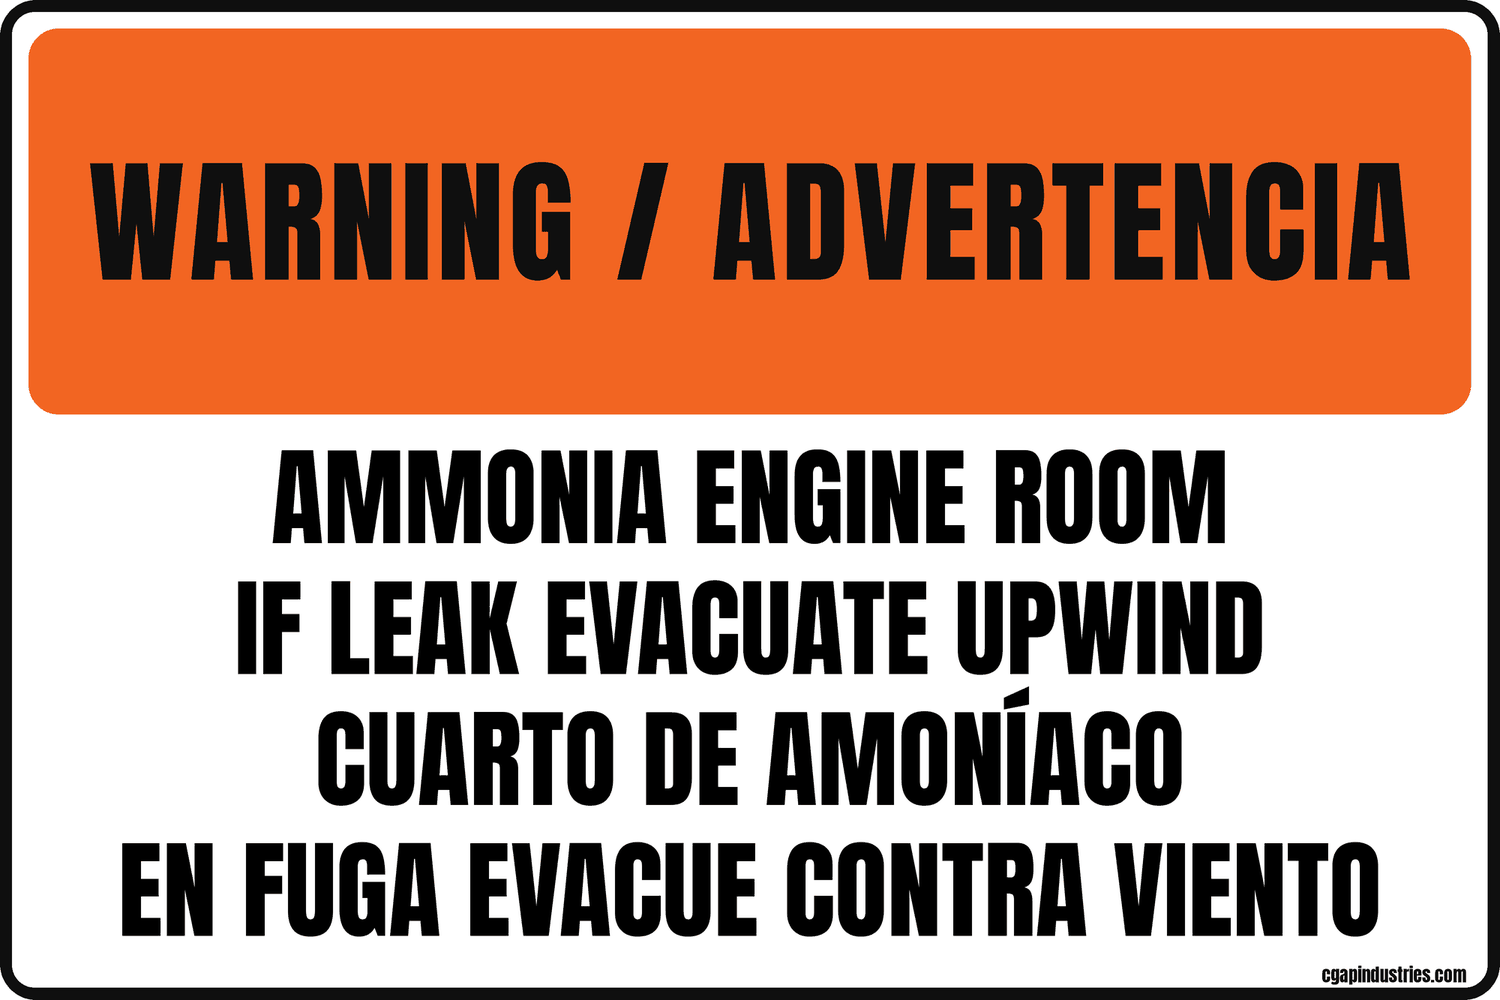 WARNING / ADVERTENCIA
AMMONIA ENGINE ROOM
IF LEAK EVACUATE UPWIND
CUARTO DE AMONÍACO
EN FUGA EVACUE CONTRA VIENTO
cgapindustries.com